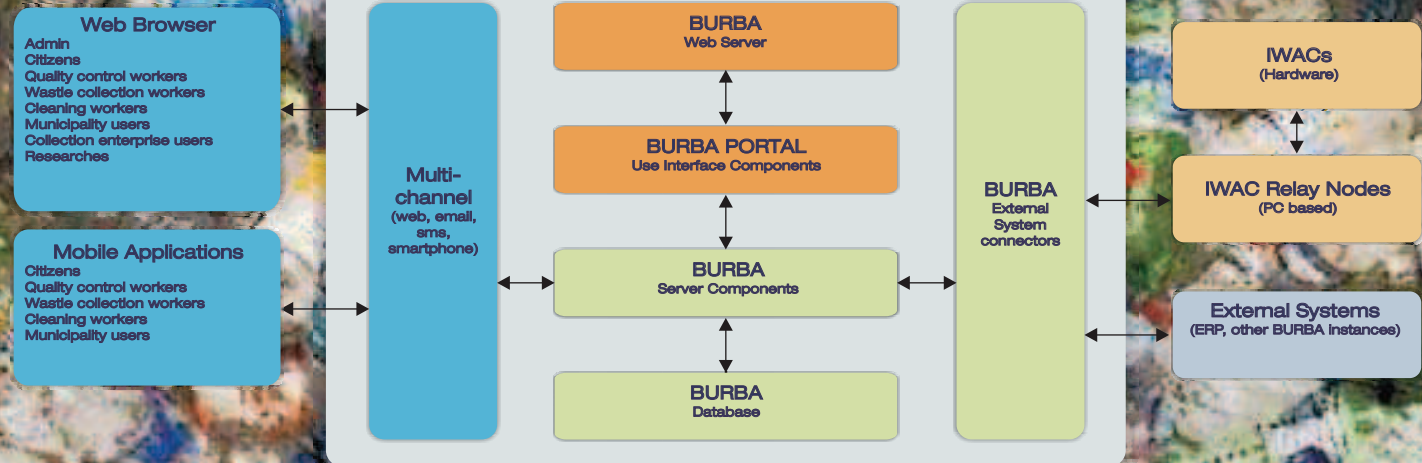 Web Browser
Admin
Citizens
Quality control workers
Wastle collection workers
Cleaning workers
Municipality users
Collection enterprise users
Researches
Mobile Applications
Citizens
Quality control workers
Wastle collection workers
Cleaning workers
Municipality users
Multi-
channel
(web, email,
sms,
smartphone)
BURBA
Web Server
BURBA PORTAL
Use Interface Components
BURBA
Server Components
BURBA
Database
BURBA
External
System
connectors
IWACs
(Hardware)
IWAC Relay Nodes
(PC based)
External Systems
(ERP, other BURBA instances)